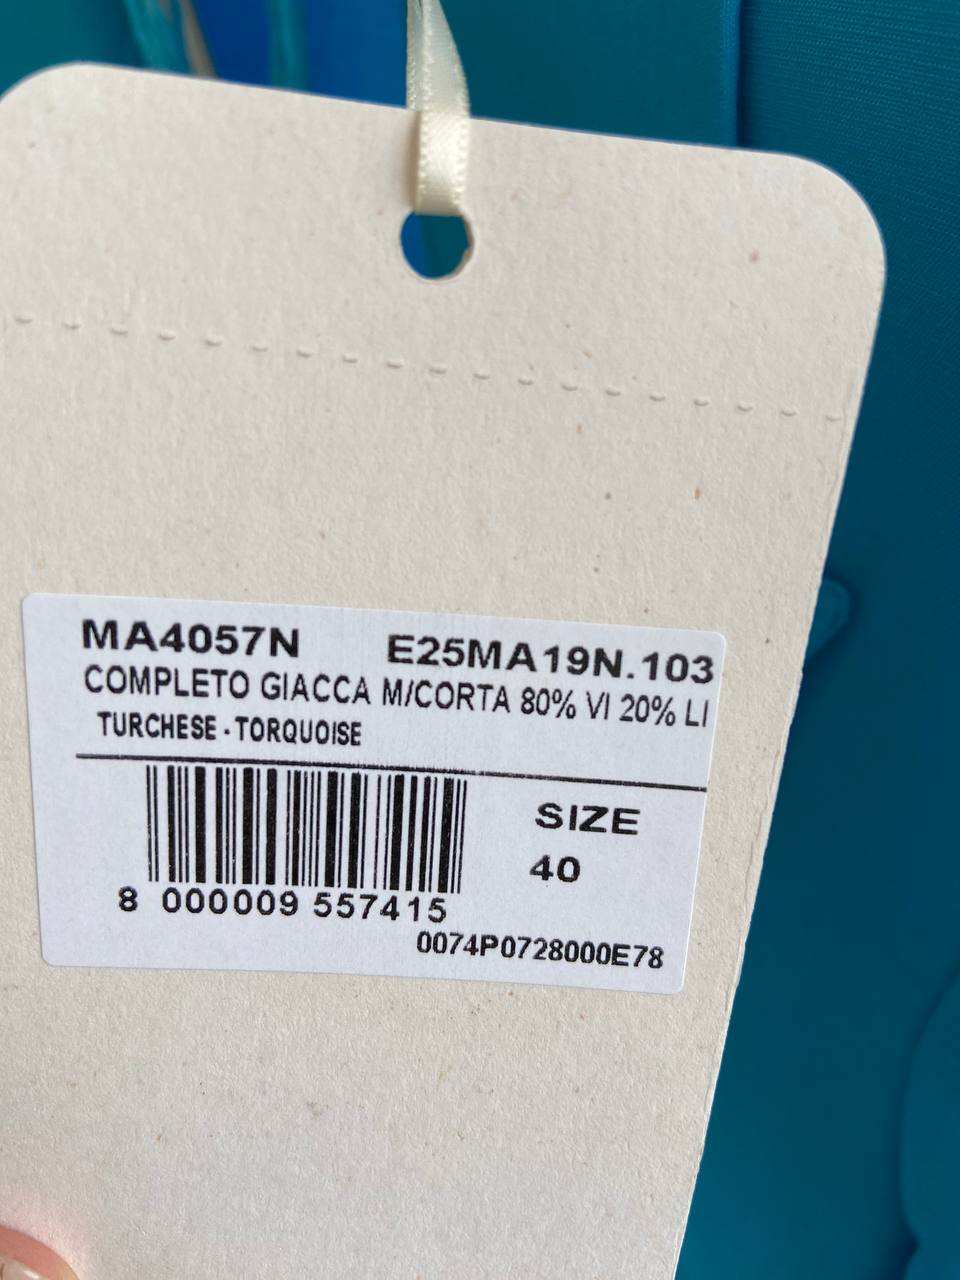 MA4057N E25MA19N.103
COMPLETO GIACCA M/CORTA 80% VI 20% LI
TURCHESE - TORQUOISE
SIZE
40
8 000009 557415
0074P0728000E78